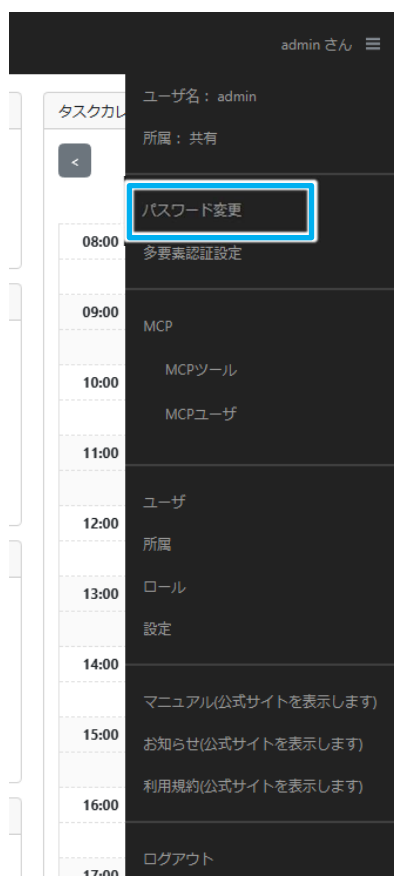 admin さん
ユーザ名： admin
所属： 共有
タスクカレ
<
パスワード変更
多要素認証設定
MCP
MCPツール
MCPユーザ
ユーザ
所属
ロール
設定
マニュアル(公式サイトを表示します)
お知らせ(公式サイトを表示します)
利用規約(公式サイトを表示します)
ログアウト
08:00
09:00
10:00
11:00
12:00
13:00
14:00
15:00
16:00
17:00